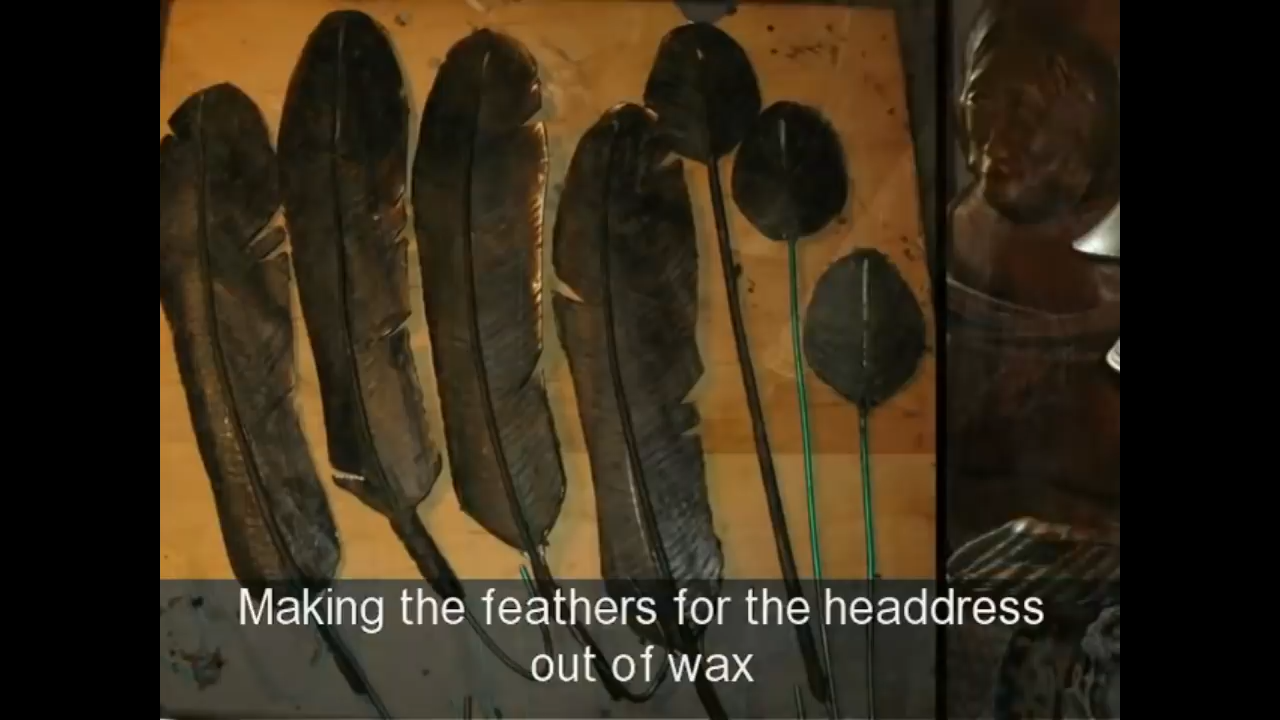 Making the feathers for the headdress
out of wax